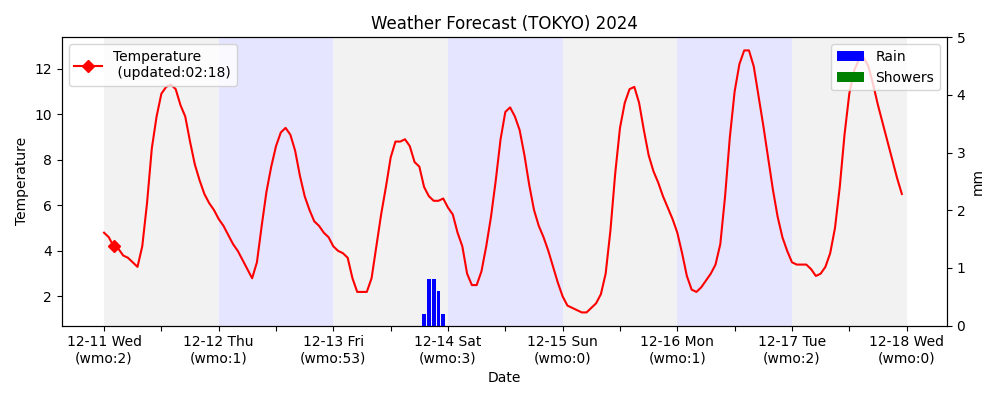 Weather Forecast (TOKYO) 2024
Temperature
(updated:02:18)
Rain
Showers
Temperature
12
10
8
6
4
2
5
4
3
2
1
0
mm
12-11 Wed
(wmo:2)
12-12 Thu
(wmo:1)
12-13 Fri
(wmo:53)
12-14 Sat
(wmo:3)
12-15 Sun
(wmo:0)
12-16 Mon
(wmo:1)
12-17 Tue
(wmo:2)
12-18 Wed
(wmo:0)
Date